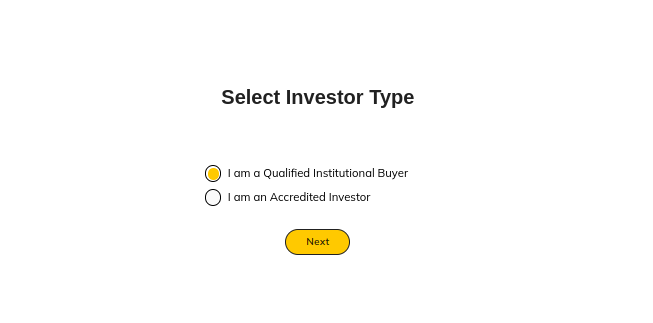 Select Investor Type
I am a Qualified Institutional Buyer
I am an Accredited Investor
Next